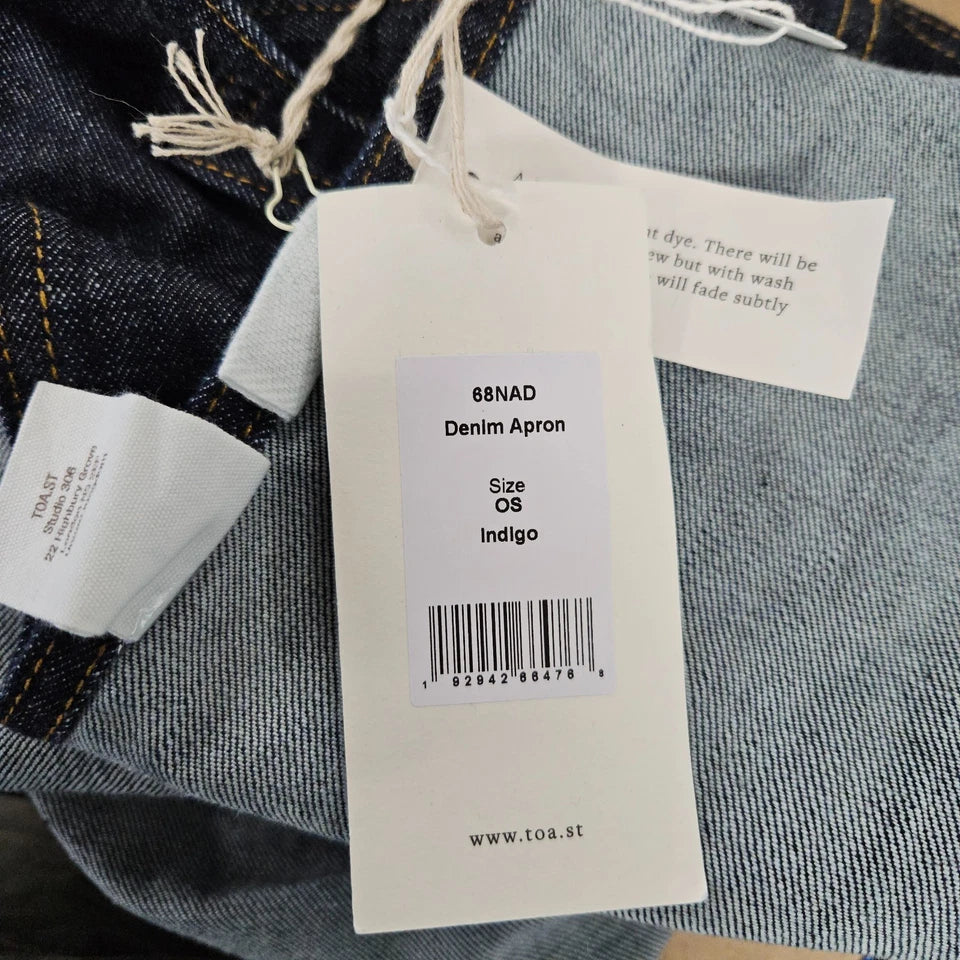 nt dye. There will be
ew but with wash
will fade subtly
68NAD
Denim Apron
Size
OS
Indigo
1 92942 66476 8
www.toa.st
TOA.ST
Studio 306
22 Highbury Grove